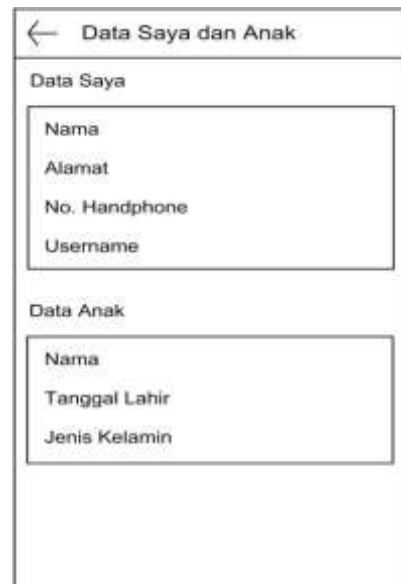 Data Saya dan Anak
Data Saya
Nama
Alamat
No. Handphone
Username
Data Anak
Nama
Tanggal Lahir
Jenis Kelamin